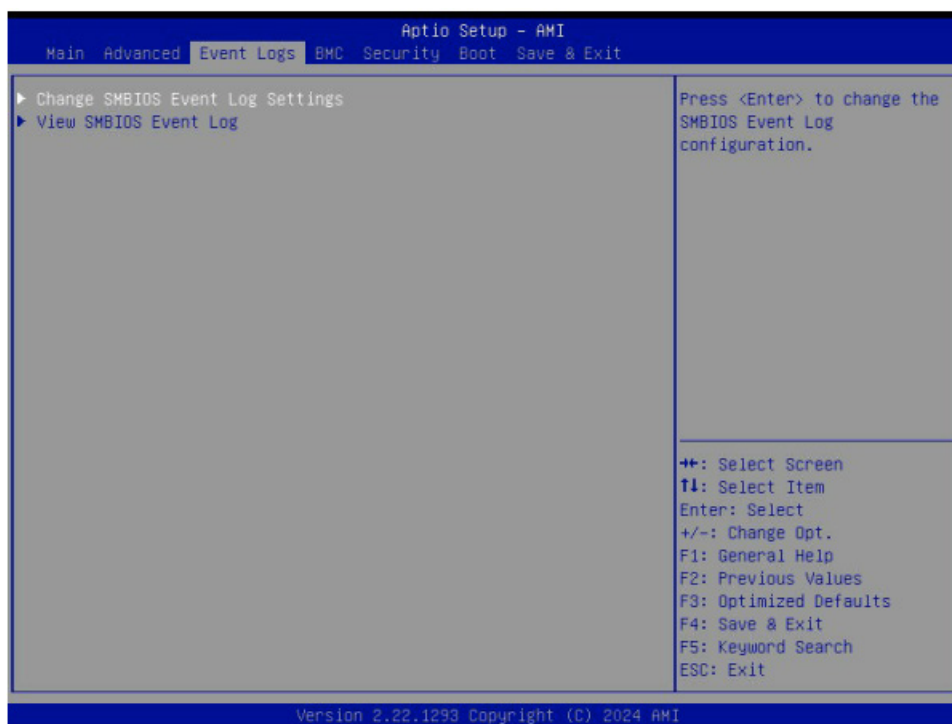 Aptio Setup – AMI
Main Advanced Event Logs BMC Security Boot Save & Exit
▶ Change SMBIOS Event Log Settings
▶ View SMBIOS Event Log
Press <Enter> to change the
SMBIOS Event Log
configuration.
→←: Select Screen
↑↓: Select Item
Enter: Select
+/-: Change Opt.
F1: General Help
F2: Previous Values
F3: Optimized Defaults
F4: Save & Exit
F5: Keyword Search
ESC: Exit
Version 2.22.1293 Copyright (C) 2024 AMI